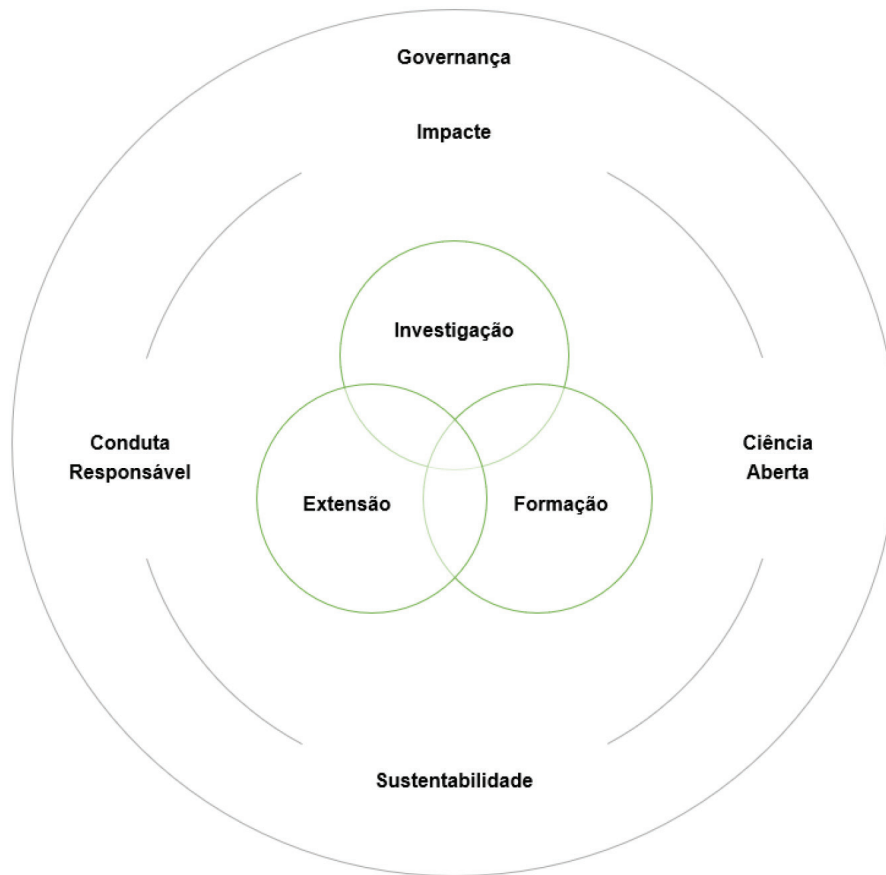 Governança
Impacte
Investigação
Conduta
Responsável
Ciência
Aberta
Extensão
Formação
Sustentabilidade